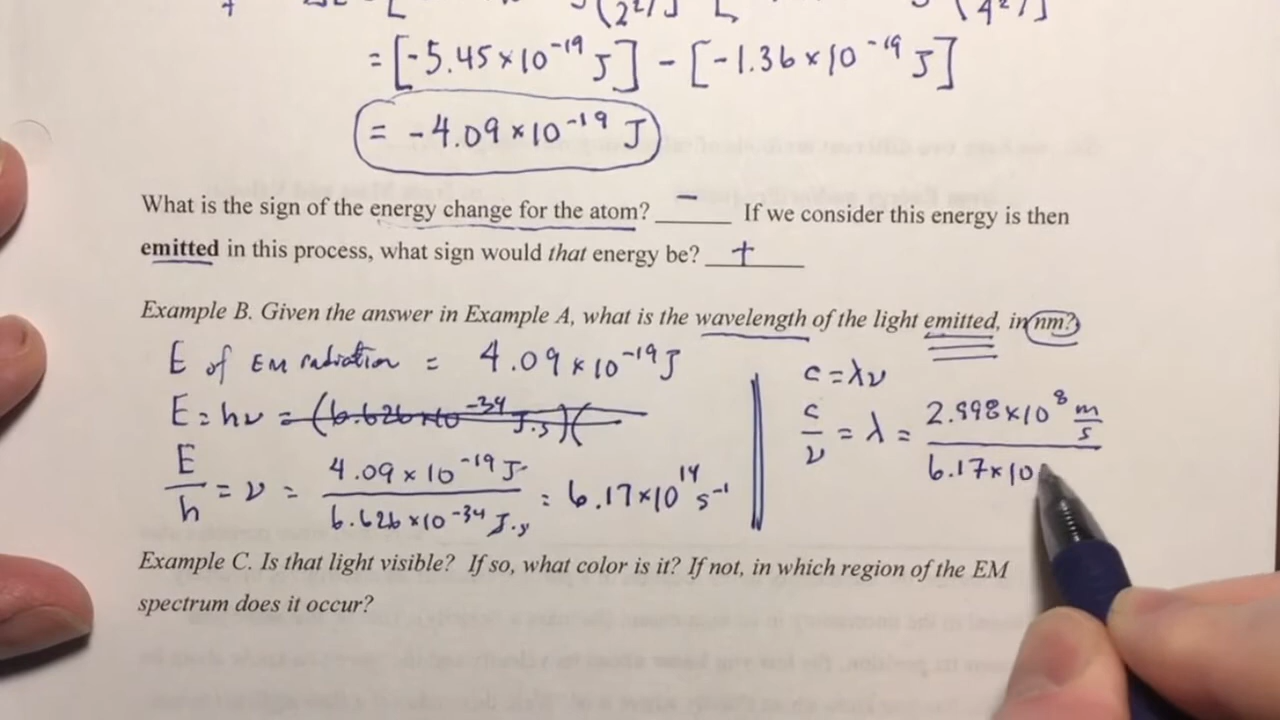 = [-5.45×10⁻¹⁹ J] - [-1.36×10⁻¹⁹ J]
= -4.09×10⁻¹⁹ J
What is the sign of the energy change for the atom? - If we consider this energy is then
emitted in this process, what sign would that energy be? +
Example B. Given the answer in Example A, what is the wavelength of the light emitted, in nm?
E of EM radiation = 4.09×10⁻¹⁹ J
E = hν = (6.626×10⁻³⁴ J.s)(
E/h = ν = 4.09×10⁻¹⁹ J / 6.626×10⁻³⁴ J.s = 6.17×10¹⁴ s⁻¹
c = λν
c/ν = λ = 2.998×10⁸ m/s / 6.17×10
Example C. Is that light visible? If so, what color is it? If not, in which region of the EM
spectrum does it occur?